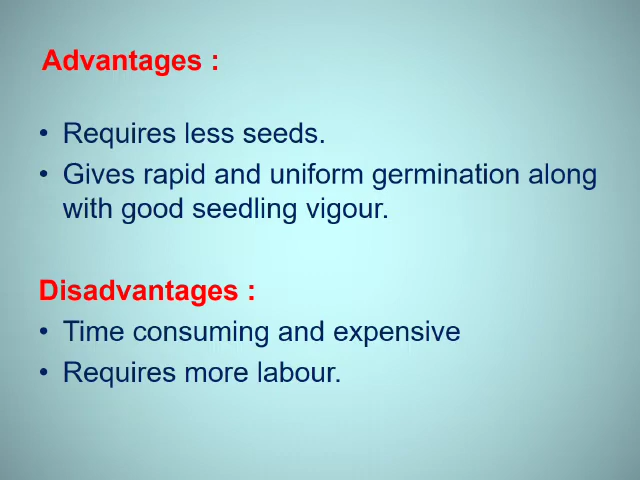 Advantages :
• Requires less seeds.
• Gives rapid and uniform germination along
with good seedling vigour.
Disadvantages :
• Time consuming and expensive
• Requires more labour.